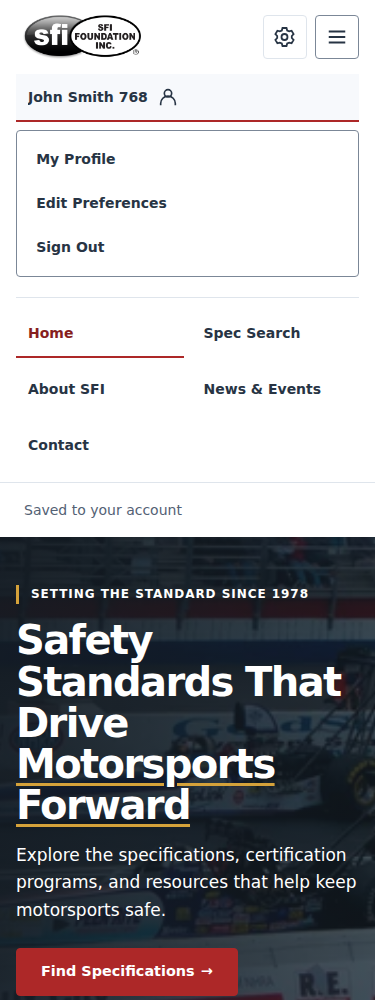 sfi
SFI
FOUNDATION
INC.
®
John Smith 768
My Profile
Edit Preferences
Sign Out
Home
Spec Search
About SFI
News & Events
Contact
Saved to your account
SETTING THE STANDARD SINCE 1978
Safety
Standards That
Drive
Motorsports
Forward
Explore the specifications, certification
programs, and resources that help keep
motorsports safe.
Find Specifications →
R.E.